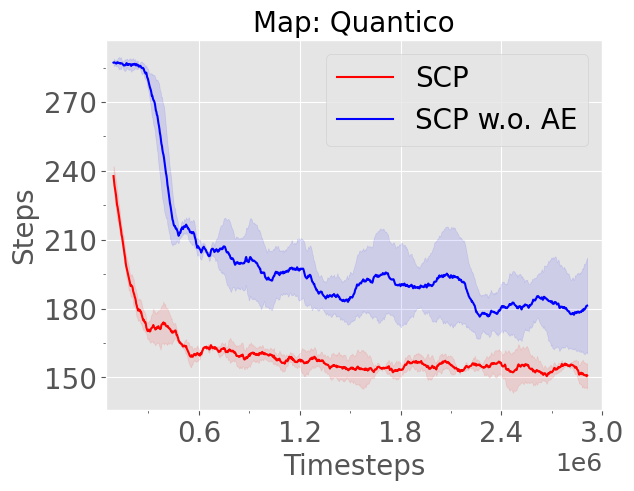 Map: Quantico
SCP
SCP w.o. AE
Steps
270
240
210
180
150
0.6 1.2 1.8 2.4 3.0
Timesteps
1e6